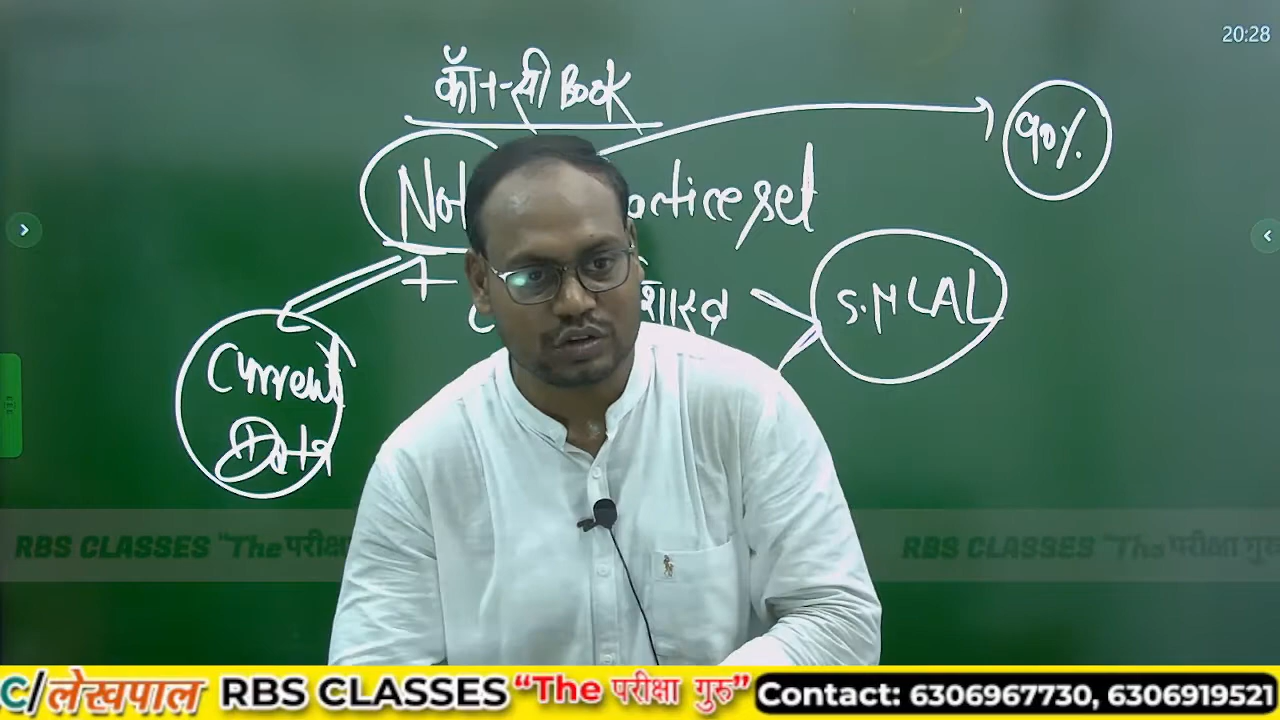 20:28
कॉन-सी Book
90%
Not
practice set
+
S.M LAL
Current
Data
RBS CLASSES "The परीक्षा
RBS CLASSES "The परीक्षा गुरु
C/लेखपाल RBS CLASSES "The परीक्षा गुरु" Contact: 6306967730, 6306919521